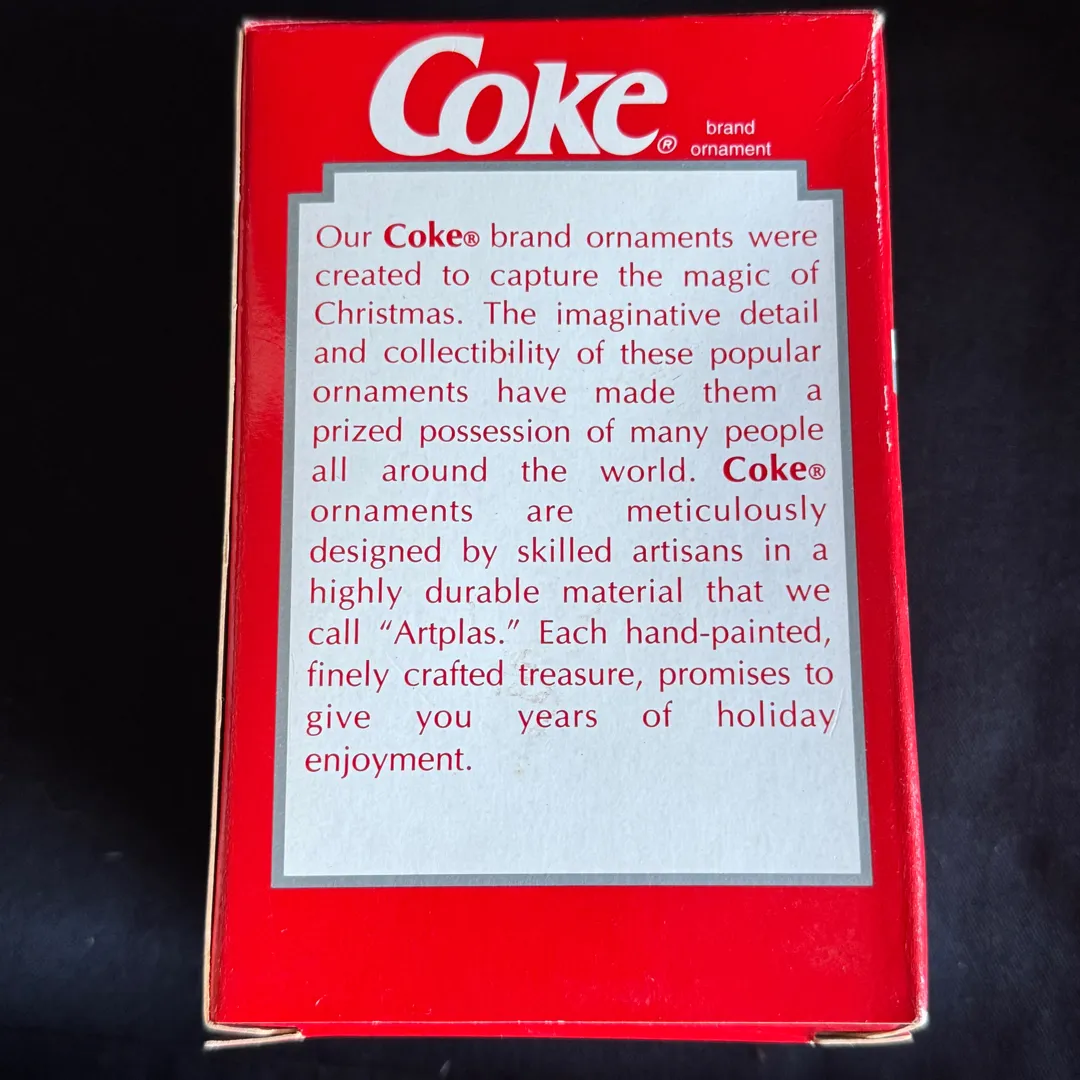 Coke®
brand
ornament
Our Coke® brand ornaments were
created to capture the magic of
Christmas. The imaginative detail
and collectibility of these popular
ornaments have made them a
prized possession of many people
all around the world. Coke®
ornaments are meticulously
designed by skilled artisans in a
highly durable material that we
call “Artplas.” Each hand-painted,
finely crafted treasure, promises to
give you years of holiday
enjoyment.